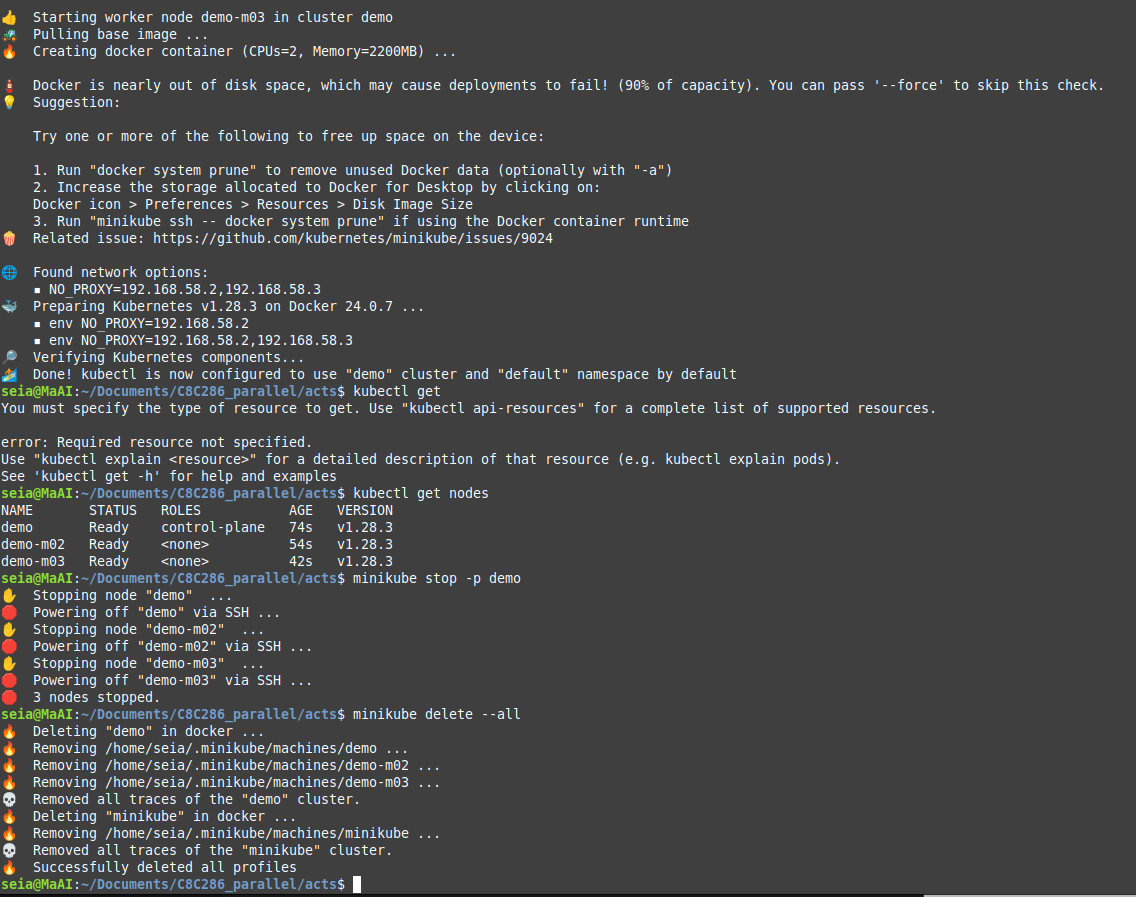 Starting worker node demo-m03 in cluster demo
Pulling base image ...
Creating docker container (CPUs=2, Memory=2200MB) ...
Docker is nearly out of disk space, which may cause deployments to fail! (90% of capacity). You can pass '--force' to skip this check.
Suggestion:
Try one or more of the following to free up space on the device:
1. Run "docker system prune" to remove unused Docker data (optionally with "-a")
2. Increase the storage allocated to Docker for Desktop by clicking on:
Docker icon > Preferences > Resources > Disk Image Size
3. Run "minikube ssh -- docker system prune" if using the Docker container runtime
Related issue: https://github.com/kubernetes/minikube/issues/9024
Found network options:
▪ NO_PROXY=192.168.58.2,192.168.58.3
Preparing Kubernetes v1.28.3 on Docker 24.0.7 ...
▪ env NO_PROXY=192.168.58.2
▪ env NO_PROXY=192.168.58.2,192.168.58.3
Verifying Kubernetes components...
Done! kubectl is now configured to use "demo" cluster and "default" namespace by default
seia@MaAI:~/Documents/C8C286_parallel/acts$ kubectl get
You must specify the type of resource to get. Use "kubectl api-resources" for a complete list of supported resources.
error: Required resource not specified.
Use "kubectl explain <resource>" for a detailed description of that resource (e.g. kubectl explain pods).
See 'kubectl get -h' for help and examples
seia@MaAI:~/Documents/C8C286_parallel/acts$ kubectl get nodes
NAME STATUS ROLES AGE VERSION
demo Ready control-plane 74s v1.28.3
demo-m02 Ready <none> 54s v1.28.3
demo-m03 Ready <none> 42s v1.28.3
seia@MaAI:~/Documents/C8C286_parallel/acts$ minikube stop -p demo
Stopping node "demo" ...
Powering off "demo" via SSH ...
Stopping node "demo-m02" ...
Powering off "demo-m02" via SSH ...
Stopping node "demo-m03" ...
Powering off "demo-m03" via SSH ...
3 nodes stopped.
seia@MaAI:~/Documents/C8C286_parallel/acts$ minikube delete --all
Deleting "demo" in docker ...
Removing /home/seia/.minikube/machines/demo ...
Removing /home/seia/.minikube/machines/demo-m02 ...
Removing /home/seia/.minikube/machines/demo-m03 ...
Removed all traces of the "demo" cluster.
Deleting "minikube" in docker ...
Removing /home/seia/.minikube/machines/minikube ...
Removed all traces of the "minikube" cluster.
Successfully deleted all profiles
seia@MaAI:~/Documents/C8C286_parallel/acts$